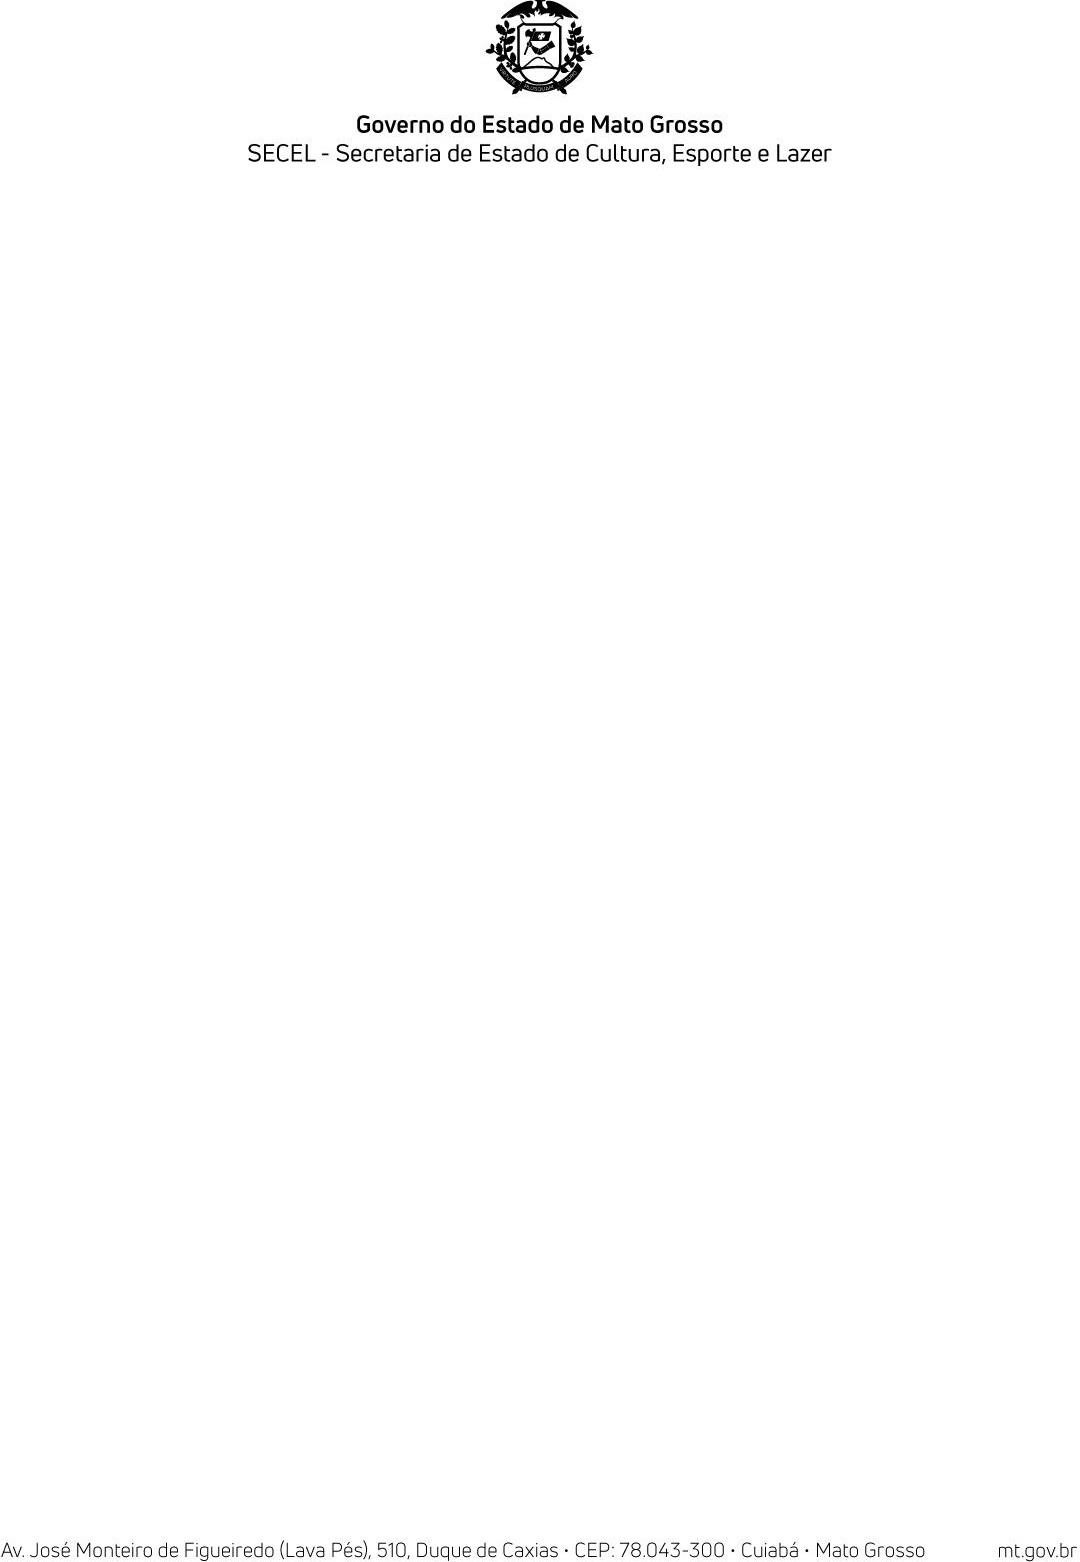 Governo do Estado de Mato Grosso
SECEL - Secretaria de Estado de Cultura, Esporte e Lazer
Av. José Monteiro de Figueiredo (Lava Pés), 510, Duque de Caxias • CEP: 78.043-300 • Cuiabá • Mato Grosso mt.gov.br